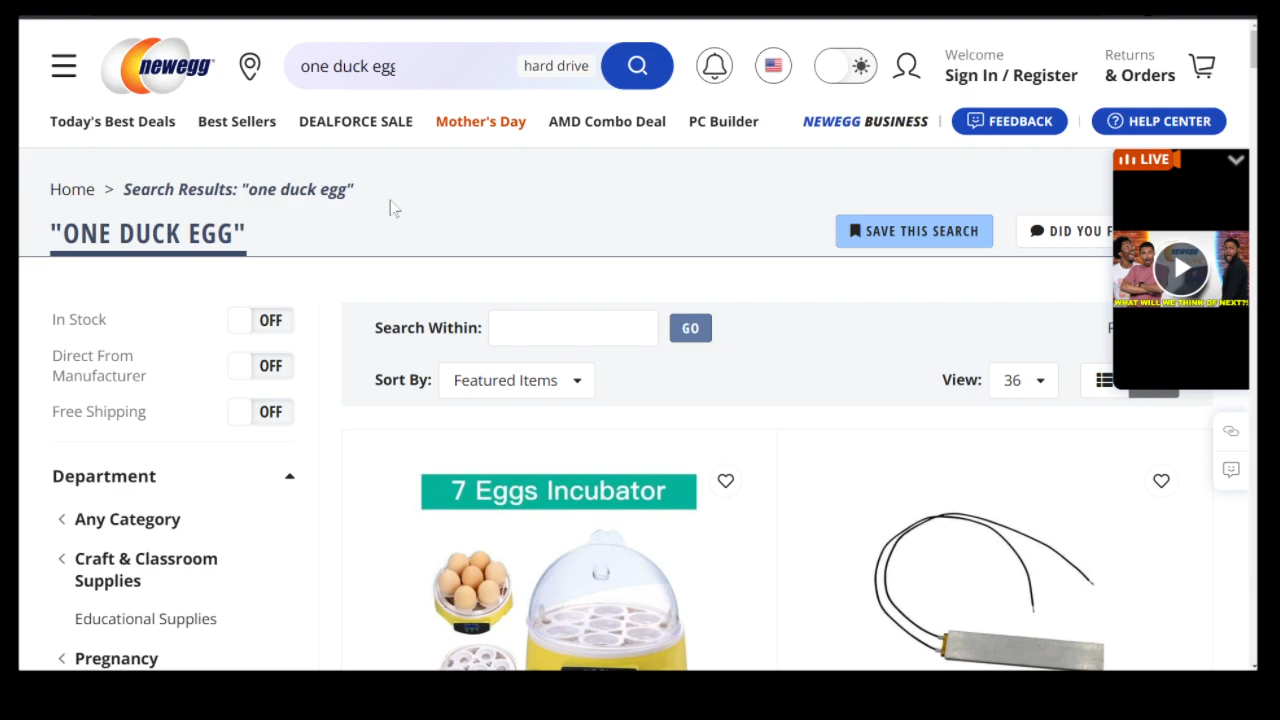 newegg
one duck egg
hard drive
Welcome
Sign In / Register
Returns
& Orders
Today's Best Deals
Best Sellers
DEALFORCE SALE
Mother's Day
AMD Combo Deal
PC Builder
NEWEGG BUSINESS
FEEDBACK
HELP CENTER
Home > Search Results: "one duck egg"
LIVE
"ONE DUCK EGG"
SAVE THIS SEARCH
DID YOU F
WHAT WILL WE THINK OF NEXT?!
In Stock OFF
Direct From
Manufacturer OFF
Free Shipping OFF
Search Within:
GO
Sort By: Featured Items
View: 36
Department
Any Category
Craft & Classroom
Supplies
Educational Supplies
Pregnancy
7 Eggs Incubator